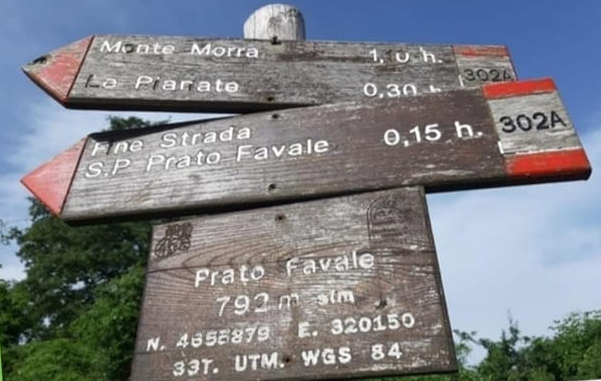 Monte Morra 1,10 h.
Le Pianate 0,30 h. 302A
Fine Strada
S.P. Prato Favale 0,15 h. 302A
Prato Favale
792 m slm
N. 4655879 E. 320150
33T. UTM. WGS 84